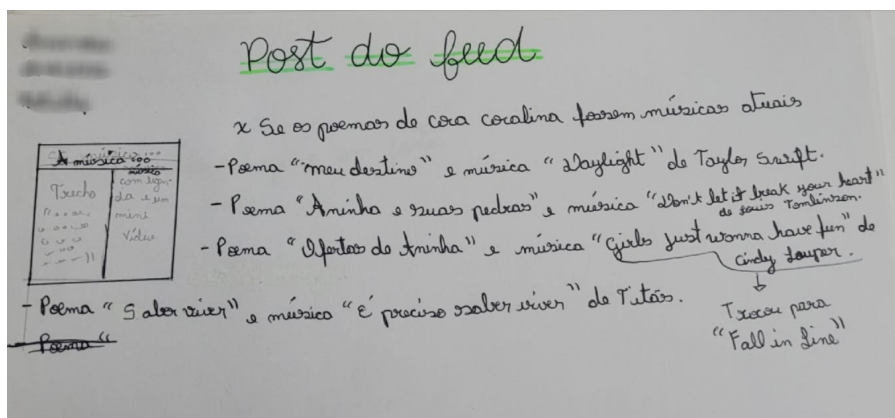 Post do feed
x Se os poemas de cora coralina fossem músicas atuais
- Poema "meu destino" e música "Daylight" de Taylor Swift.
- Poema "Aninha e suas pedras" e música "Don't let it break your heart"
de Louis Tomlinson.
- Poema "Ofertas de Aninha" e música "Girls just wanna have fun" de
Cindy Lauper.
Trocou para
"Fall in Line"
- Poema "Saber viver" e música "É preciso saber viver" de Titãs.
Poema "
A música
música
Trecho
com legen-
da e um
mini
vídeo